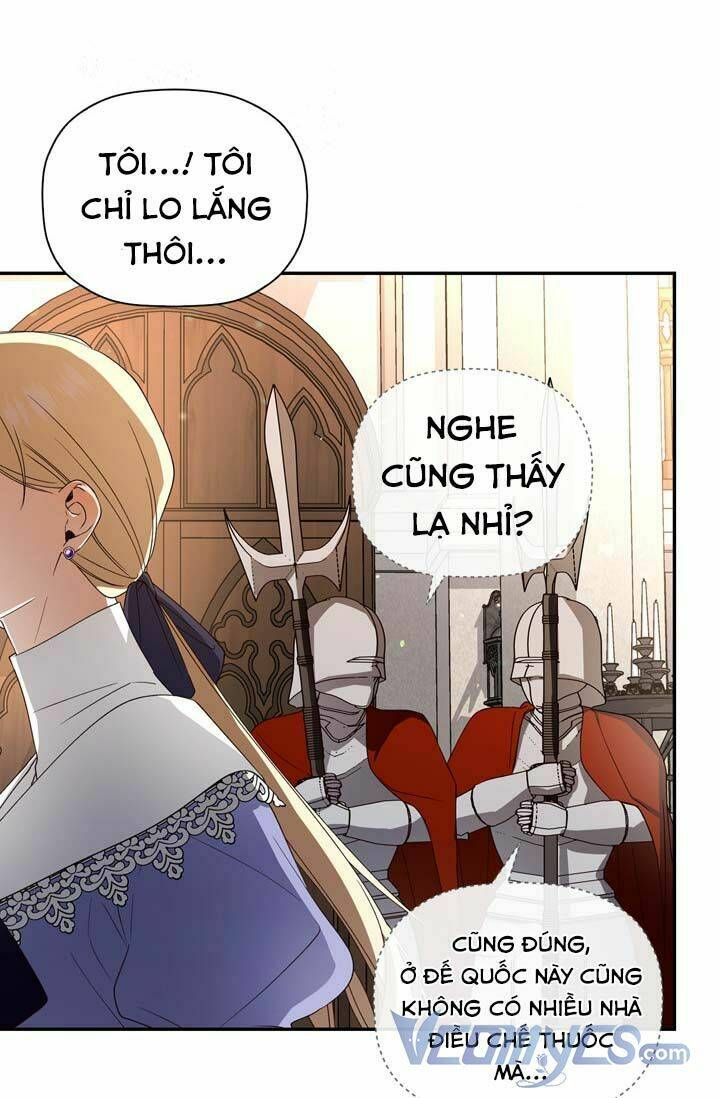 TÔI...! TÔI
CHỈ LO LẮNG
THÔI...
NGHE
CŨNG THẤY
LẠ NHỈ?
CŨNG ĐÚNG,
Ở ĐẾ QUỐC NÀY CŨNG
KHÔNG CÓ NHIỀU NHÀ
ĐIỀU CHẾ THUỐC
MÀ...